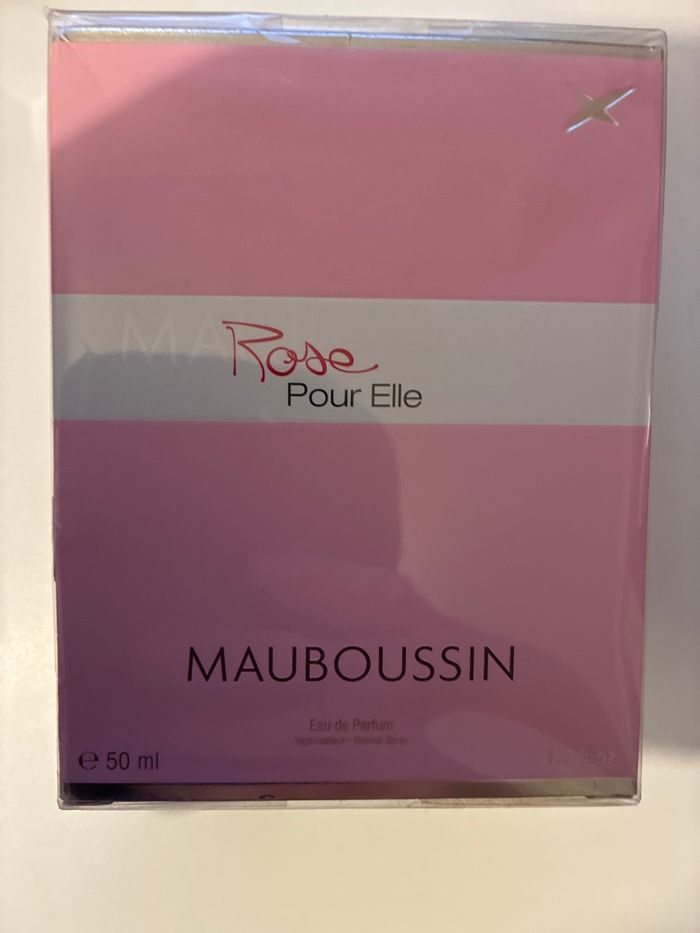 Rose
Pour Elle
MAUBOUSSIN
Eau de Parfum
Vaporisateur - Natural Spray
℮ 50 ml